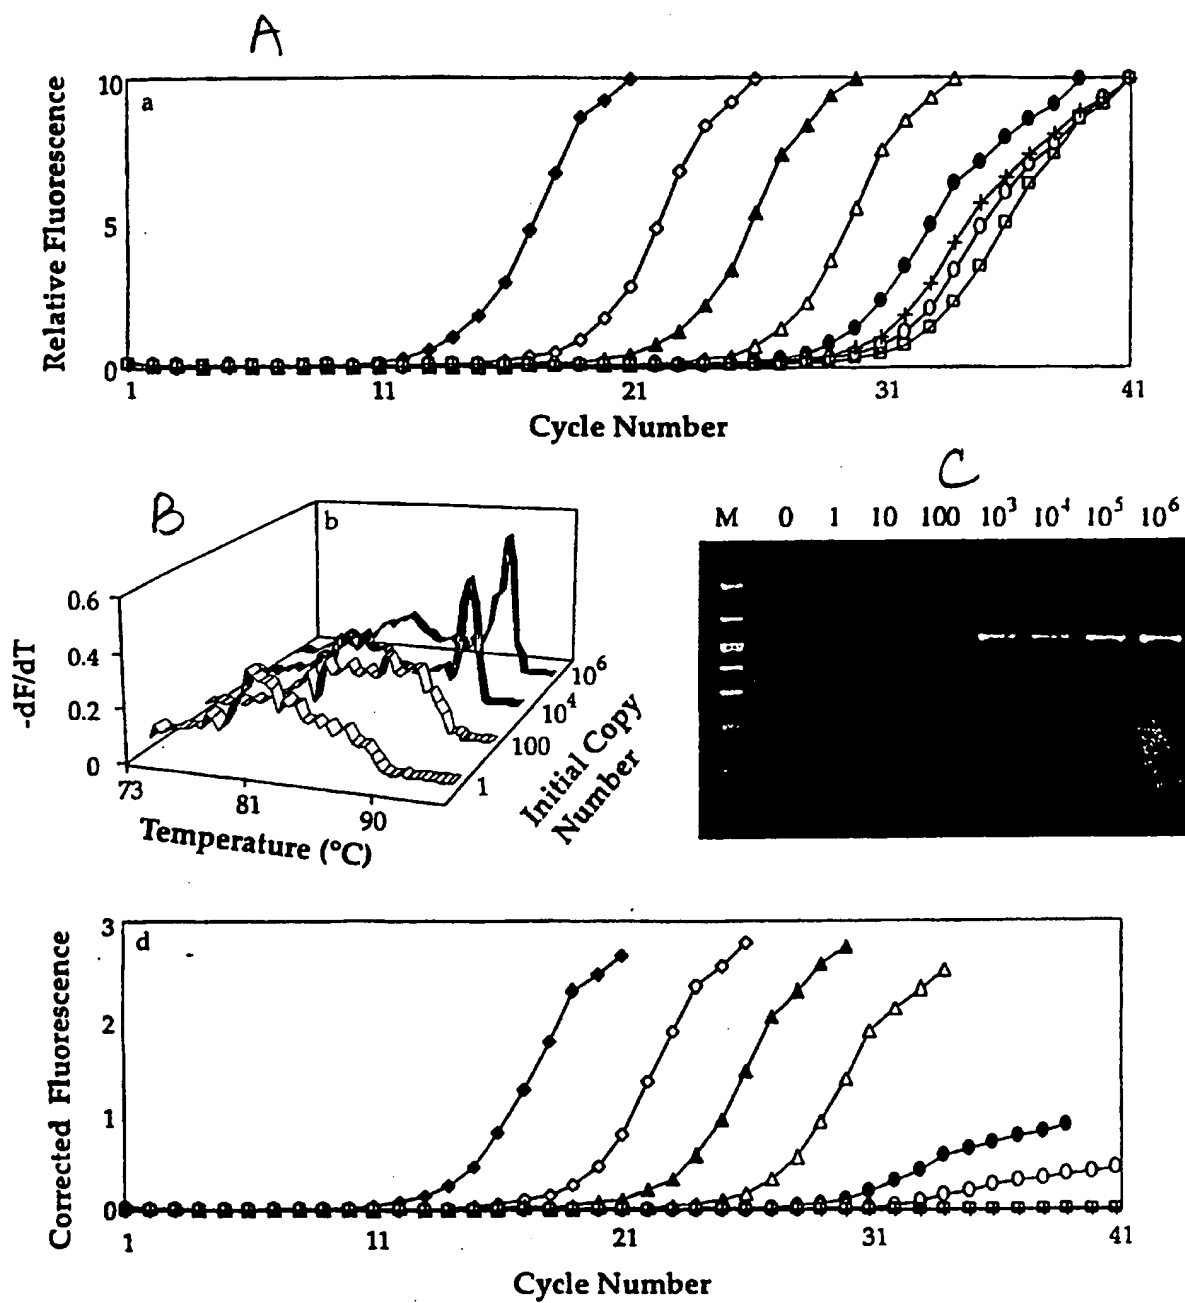 A
a
Relative Fluorescence
10
5
0
1 11 21 31 41
Cycle Number
B
b
-dF/dT
0.6
0.4
0.2
0
73 81 90
Temperature (°C)
1
100
10⁴
10⁶
Initial Copy
Number
C
M 0 1 10 100 10³ 10⁴ 10⁵ 10⁶
d
Corrected Fluorescence
3
2
1
0
1 11 21 31 41
Cycle Number